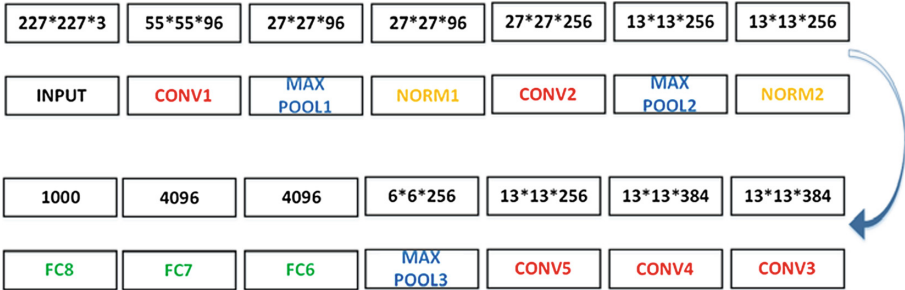 227*227*3 55*55*96 27*27*96 27*27*96 27*27*256 13*13*256 13*13*256
INPUT CONV1 MAX POOL1 NORM1 CONV2 MAX POOL2 NORM2
1000 4096 4096 6*6*256 13*13*256 13*13*384 13*13*384
FC8 FC7 FC6 MAX POOL3 CONV5 CONV4 CONV3